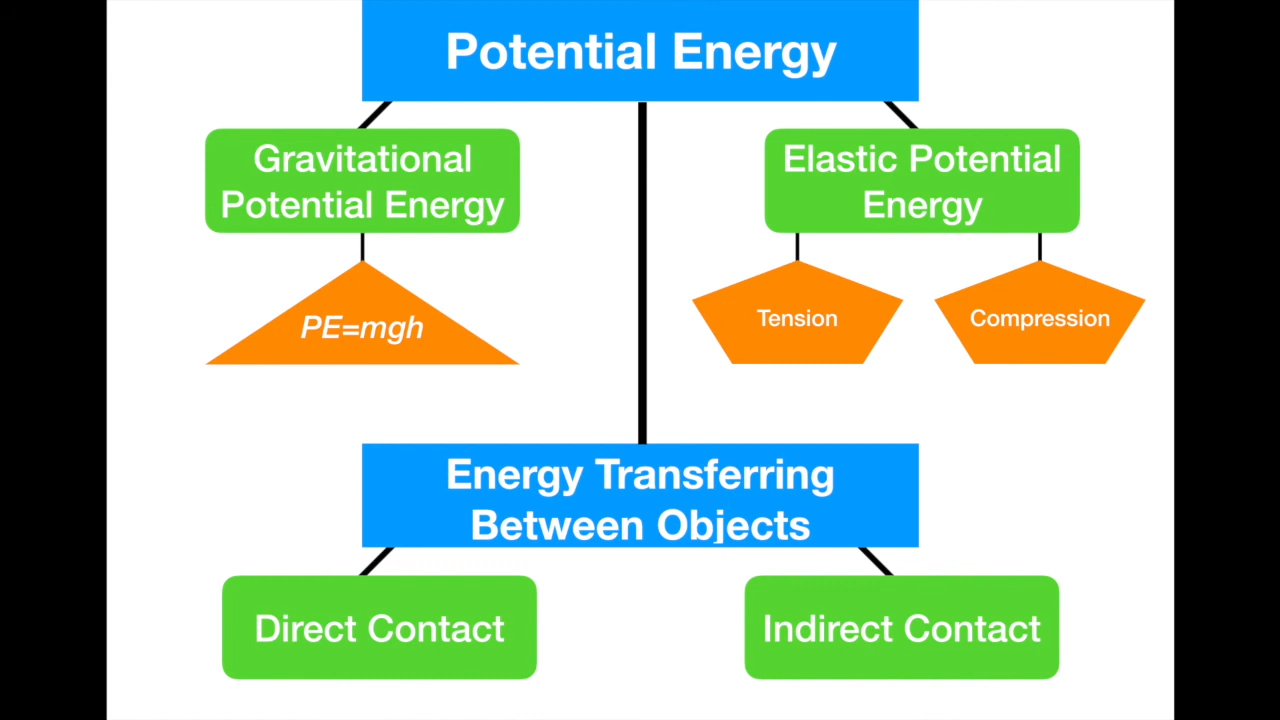 Potential Energy
Gravitational
Potential Energy
Elastic Potential
Energy
PE=mgh
Tension
Compression
Energy Transferring
Between Objects
Direct Contact
Indirect Contact